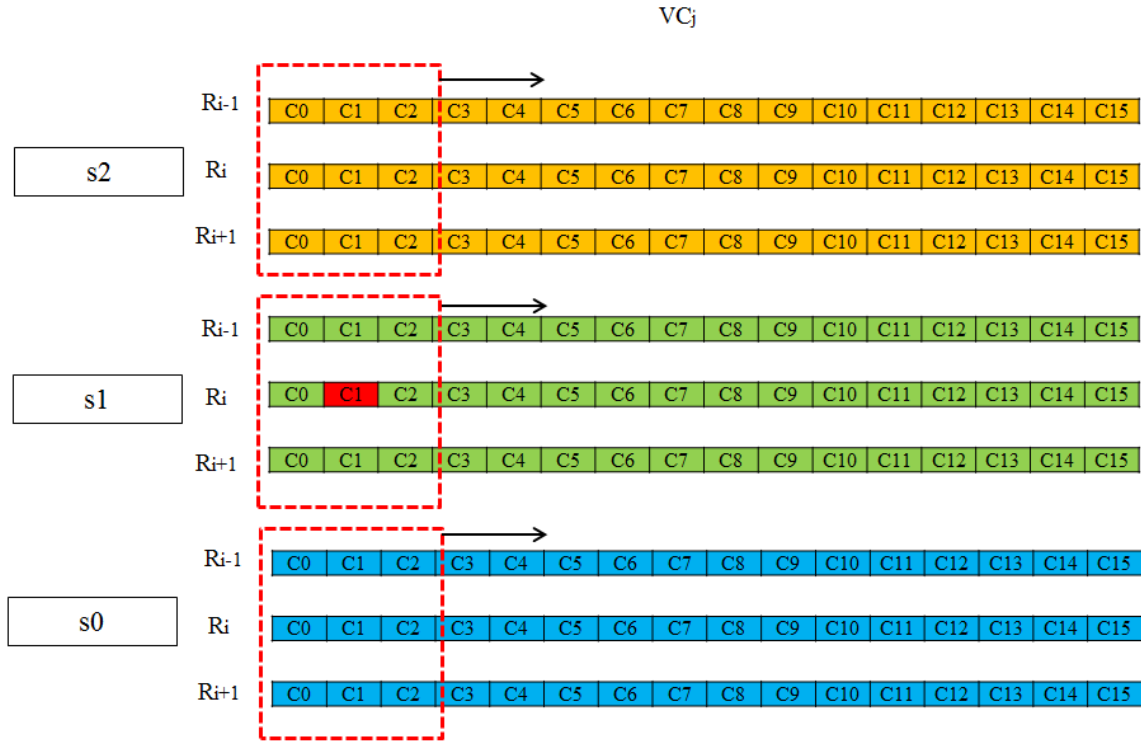 VCj
Ri-1 C0 C1 C2 C3 C4 C5 C6 C7 C8 C9 C10 C11 C12 C13 C14 C15
s2 Ri C0 C1 C2 C3 C4 C5 C6 C7 C8 C9 C10 C11 C12 C13 C14 C15
Ri+1 C0 C1 C2 C3 C4 C5 C6 C7 C8 C9 C10 C11 C12 C13 C14 C15
Ri-1 C0 C1 C2 C3 C4 C5 C6 C7 C8 C9 C10 C11 C12 C13 C14 C15
s1 Ri C0 C1 C2 C3 C4 C5 C6 C7 C8 C9 C10 C11 C12 C13 C14 C15
Ri+1 C0 C1 C2 C3 C4 C5 C6 C7 C8 C9 C10 C11 C12 C13 C14 C15
Ri-1 C0 C1 C2 C3 C4 C5 C6 C7 C8 C9 C10 C11 C12 C13 C14 C15
s0 Ri C0 C1 C2 C3 C4 C5 C6 C7 C8 C9 C10 C11 C12 C13 C14 C15
Ri+1 C0 C1 C2 C3 C4 C5 C6 C7 C8 C9 C10 C11 C12 C13 C14 C15